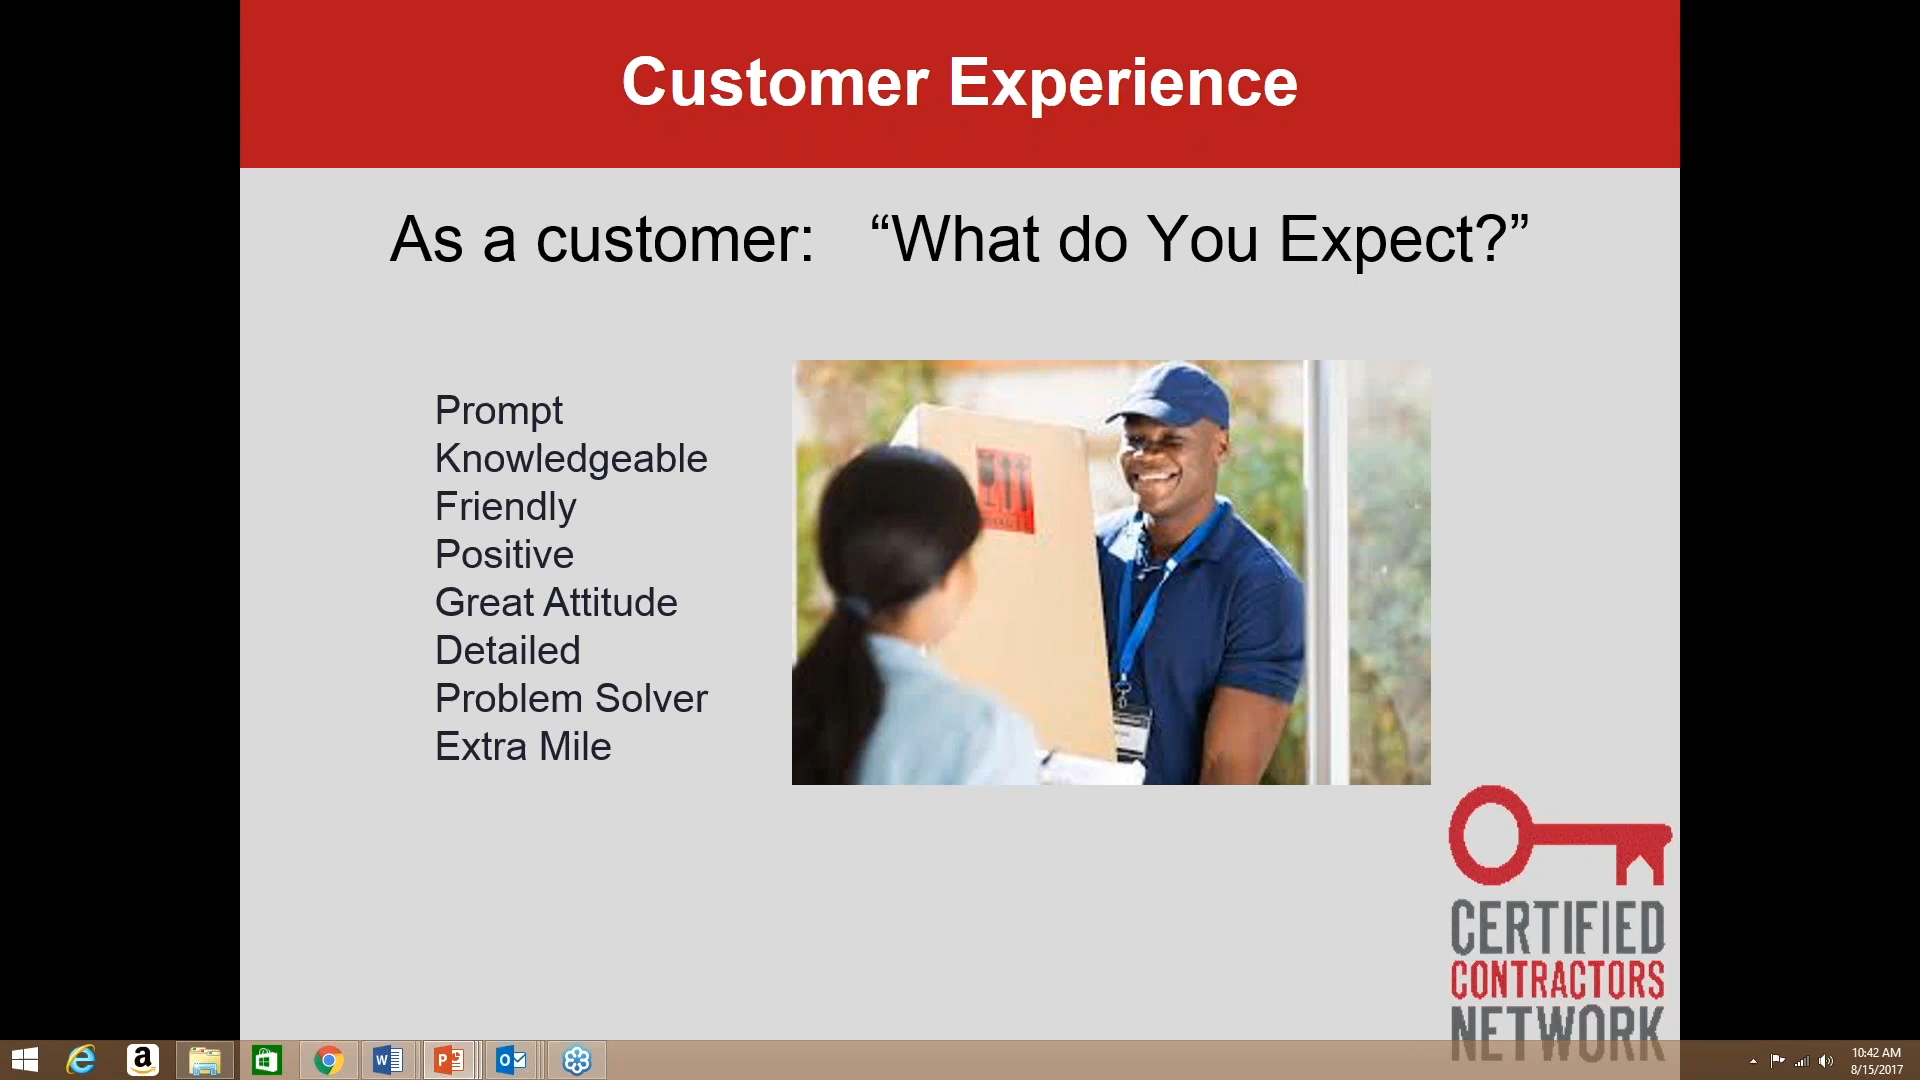 Customer Experience
As a customer: “What do You Expect?”
Prompt
Knowledgeable
Friendly
Positive
Great Attitude
Detailed
Problem Solver
Extra Mile
CERTIFIED
CONTRACTORS
NETWORK
10:42 AM
8/15/2017